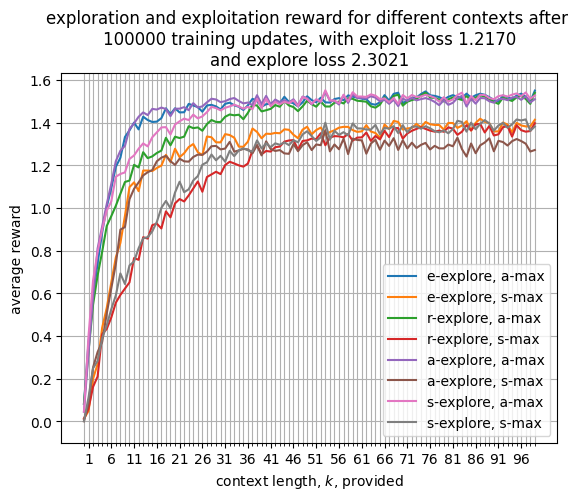 exploration and exploitation reward for different contexts after
100000 training updates, with exploit loss 1.2170
and explore loss 2.3021
1.6
1.4
1.2
1.0
0.8
0.6
0.4
0.2
0.0
average reward
e-explore, a-max
e-explore, s-max
r-explore, a-max
r-explore, s-max
a-explore, a-max
a-explore, s-max
s-explore, a-max
s-explore, s-max
1 6 11 16 21 26 31 36 41 46 51 56 61 66 71 76 81 86 91 96
context length, k, provided